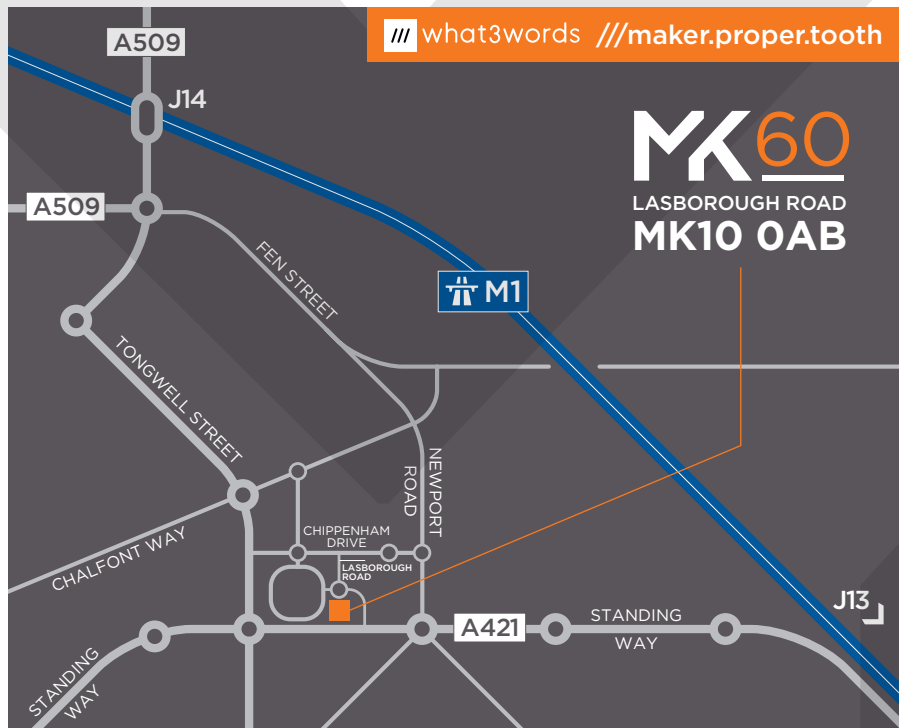 /// what3words ///maker.proper.tooth
A509
J14
MK60
LASBOROUGH ROAD
MK10 0AB
A509
FEN STREET
M1
TONGWELL STREET
NEWPORT
ROAD
CHIPPENHAM
DRIVE
CHALFONT WAY
LASBOROUGH
ROAD
J13
A421
STANDING
WAY
STANDING
WAY